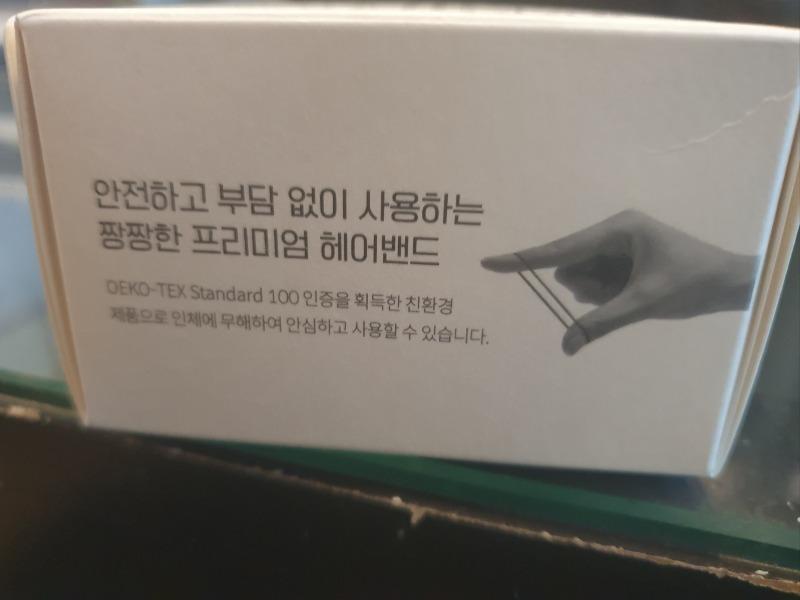 안전하고 부담 없이 사용하는
짱짱한 프리미엄 헤어밴드
OEKO-TEX Standard 100 인증을 획득한 친환경
제품으로 인체에 무해하여 안심하고 사용할 수 있습니다.